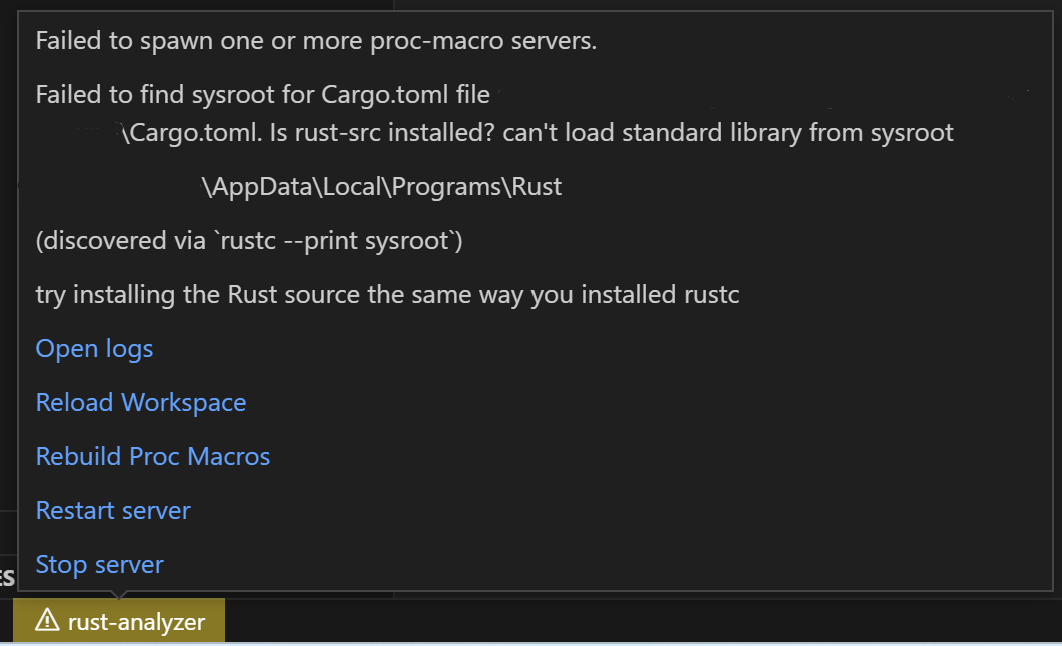 Failed to spawn one or more proc-macro servers.
Failed to find sysroot for Cargo.toml file
\Cargo.toml. Is rust-src installed? can't load standard library from sysroot
\AppData\Local\Programs\Rust
(discovered via `rustc --print sysroot`)
try installing the Rust source the same way you installed rustc
Open logs
Reload Workspace
Rebuild Proc Macros
Restart server
Stop server
ES
rust-analyzer